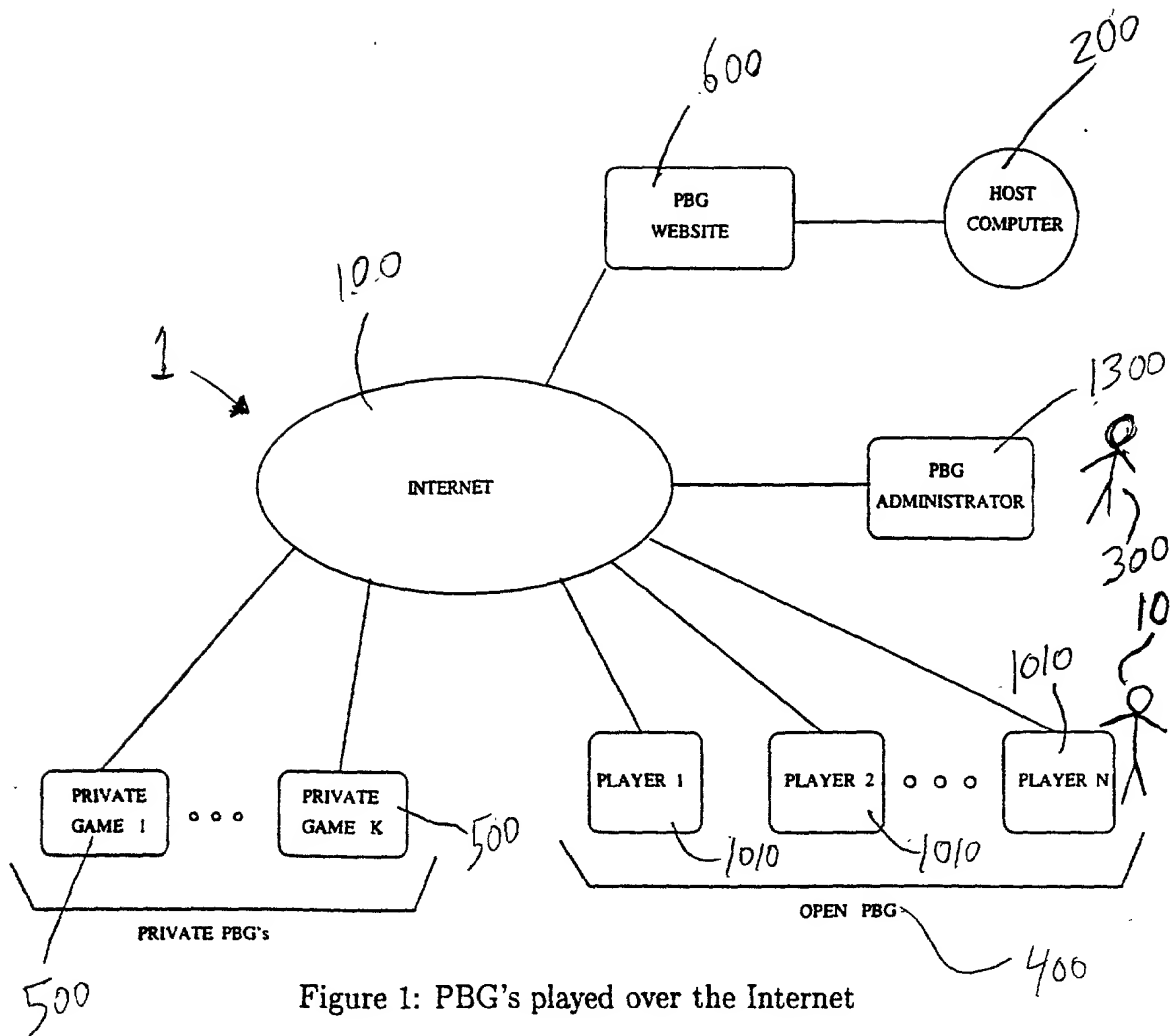 600
200
PBG
WEBSITE
HOST
COMPUTER
100
1
1300
INTERNET
PBG
ADMINISTRATOR
300
10
1010
PRIVATE
GAME 1
PRIVATE
GAME K
500
PLAYER 1
PLAYER 2
PLAYER N
1010
1010
PRIVATE PBG's
OPEN PBG
500
400
Figure 1: PBG's played over the Internet